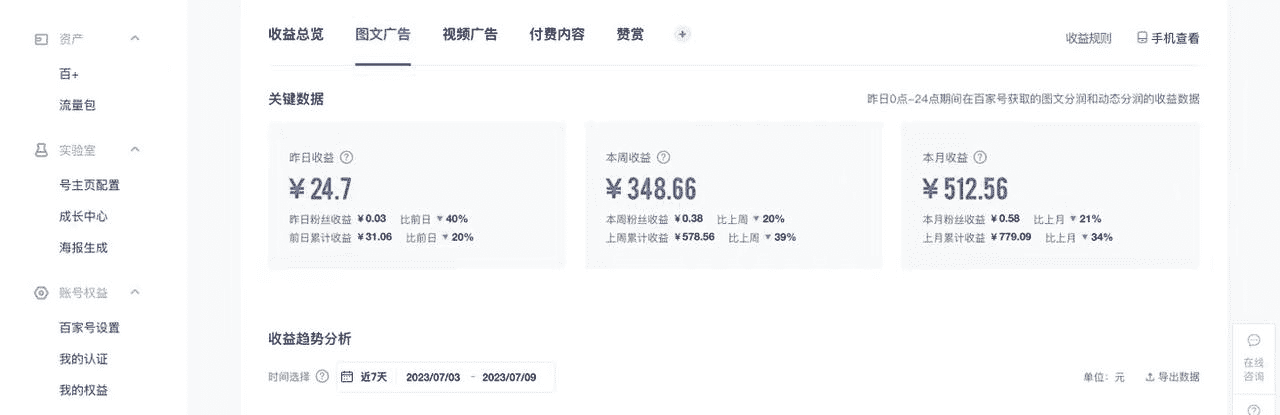 资产
百+
流量包
实验室
号主页配置
成长中心
海报生成
账号权益
百家号设置
我的认证
我的权益
收益总览 图文广告 视频广告 付费内容 赞赏 +
收益规则 手机查看
关键数据
昨日0点-24点期间在百家号获取的图文分润和动态分润的收益数据
昨日收益 ?
¥24.7
昨日粉丝收益 ¥0.03 比前日 ▼40%
前日累计收益 ¥31.06 比前日 ▼20%
本周收益 ?
¥348.66
本周粉丝收益 ¥0.38 比上周 ▼20%
上周累计收益 ¥578.56 比上周 ▼39%
本月收益 ?
¥512.56
本月粉丝收益 ¥0.58 比上月 ▼21%
上月累计收益 ¥779.09 比上月 ▼34%
收益趋势分析
时间选择 ? 近7天 2023/07/03 - 2023/07/09
单位：元 导出数据
在线
咨询
?